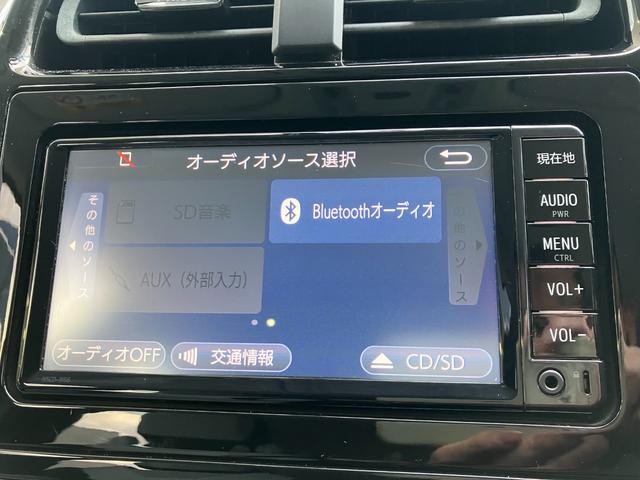 オーディオソース選択
その他のソース
SD音楽
Bluetoothオーディオ
の他のソース
AUX（外部入力）
オーディオOFF
交通情報
CD/SD
現在地
AUDIO
PWR
MENU
CTRL
VOL+
VOL-